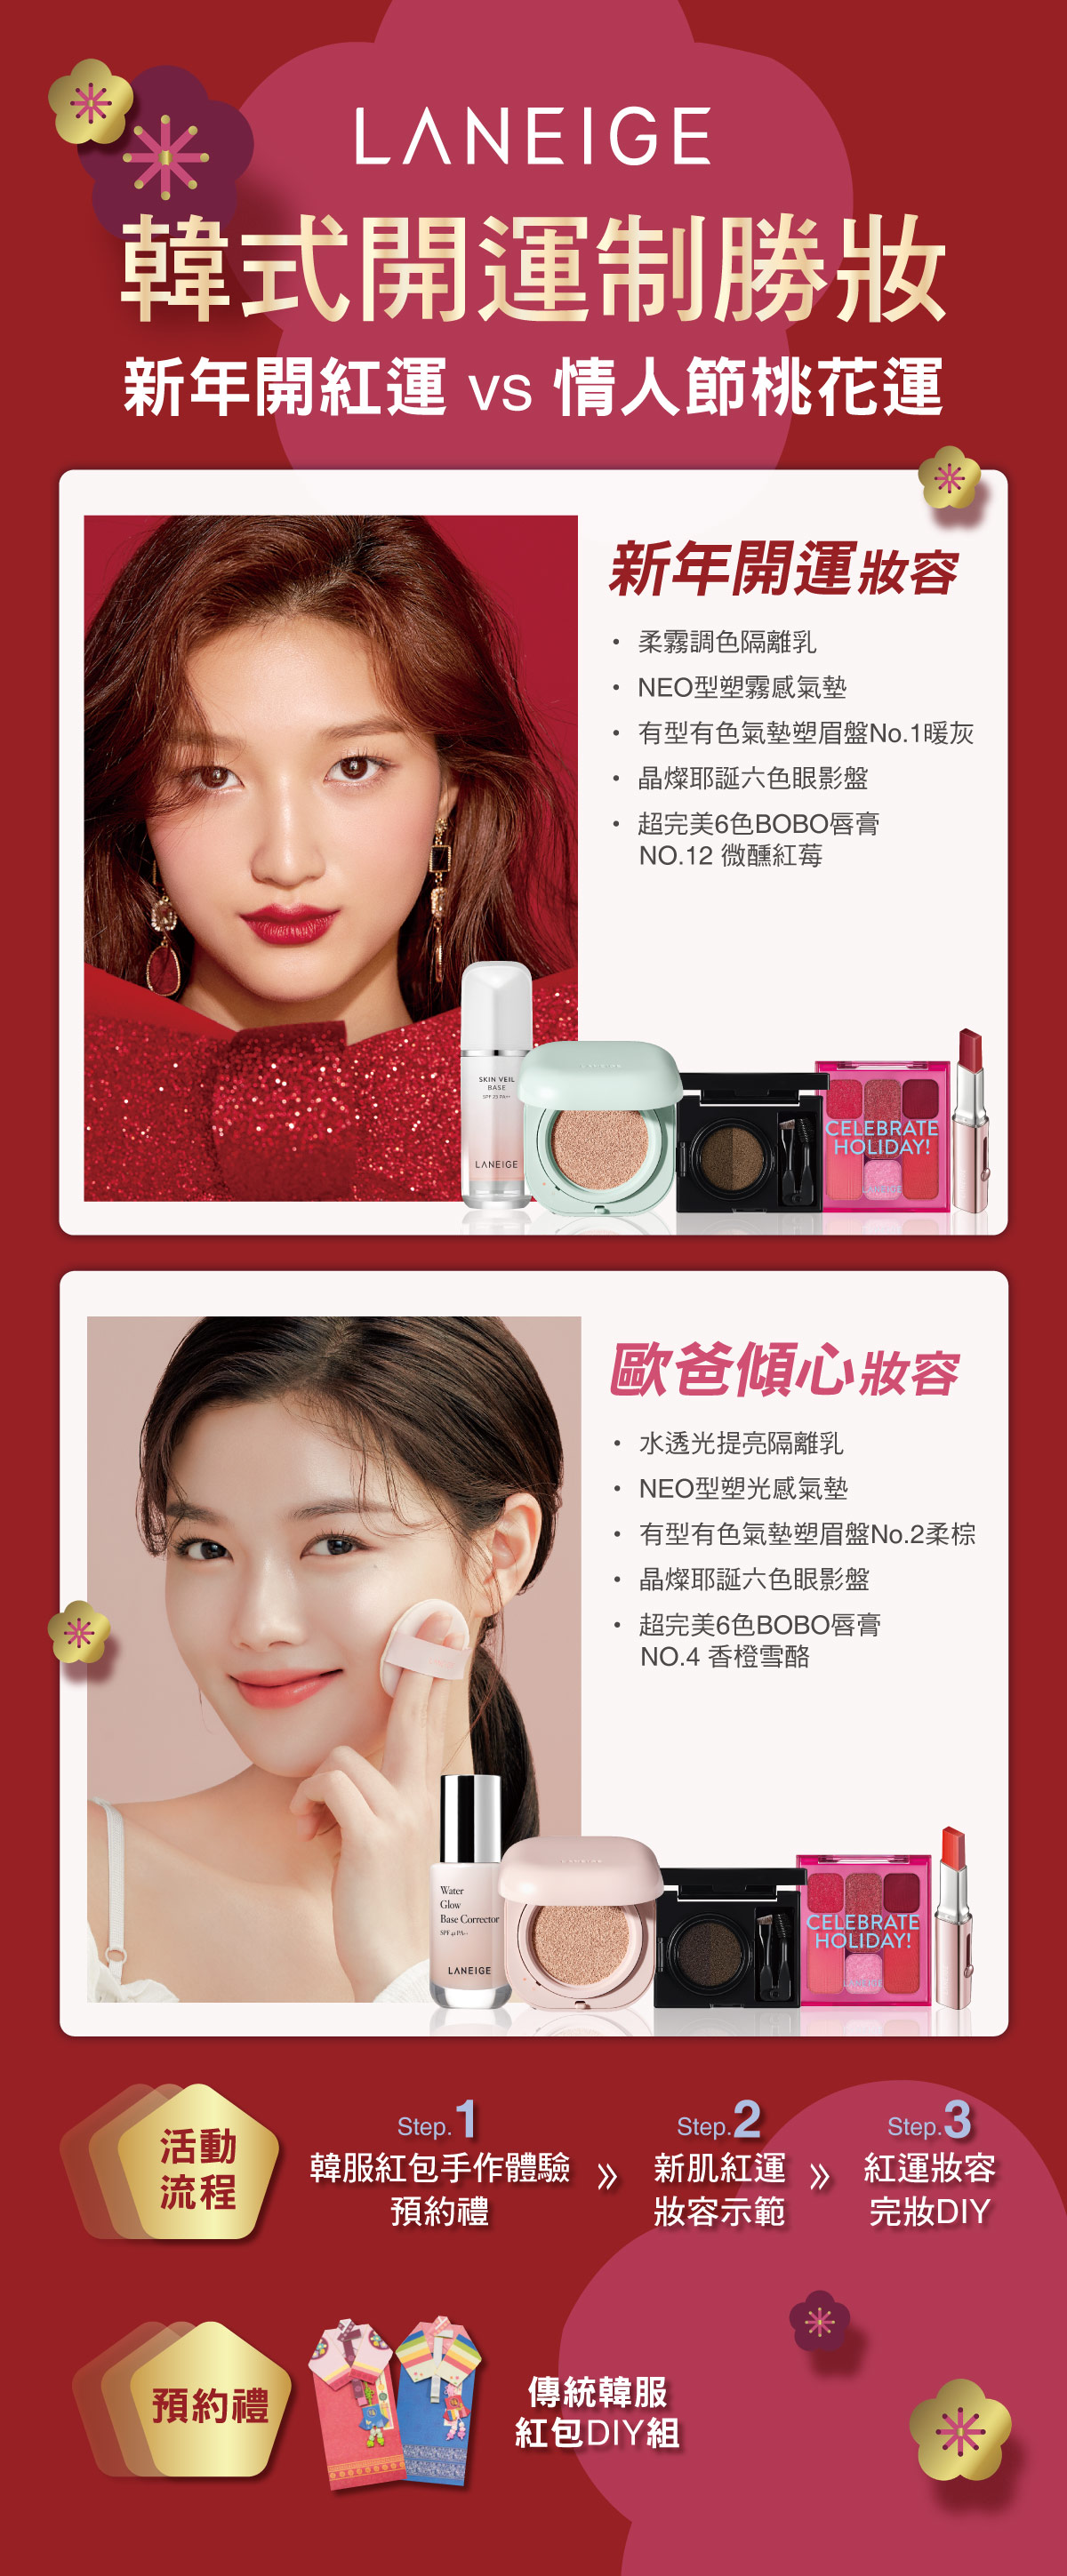 LANEIGE
韓式開運制勝妝
新年開紅運 vs 情人節桃花運
新年開運妝容
• 柔霧調色隔離乳
• NEO型塑霧感氣墊
• 有型有色氣墊塑眉盤No.1暖灰
• 晶燦耶誕六色眼影盤
• 超完美6色BOBO唇膏
NO.12 微醺紅莓
SKIN VEIL
BASE
SPF 23 PA++
LANEIGE
CELEBRATE
HOLIDAY!
LANEIGE
歐爸傾心妝容
• 水透光提亮隔離乳
• NEO型塑光感氣墊
• 有型有色氣墊塑眉盤No.2柔棕
• 晶燦耶誕六色眼影盤
• 超完美6色BOBO唇膏
NO.4 香橙雪酪
Water
Glow
Base Corrector
SPF 41 PA++
LANEIGE
CELEBRATE
HOLIDAY!
LANEIGE
活動
流程
Step.1
韓服紅包手作體驗
預約禮
»
Step.2
新肌紅運
妝容示範
»
Step.3
紅運妝容
完妝DIY
預約禮
傳統韓服
紅包DIY組